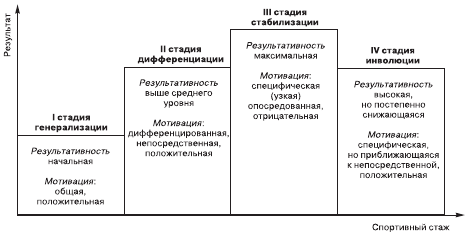 Результат
I стадия
генерализации
Результативность
начальная
Мотивация:
общая,
положительная
II стадия
дифференциации
Результативность
выше среднего
уровня
Мотивация:
дифференцированная,
непосредственная,
положительная
III стадия
стабилизации
Результативность
максимальная
Мотивация:
специфическая
(узкая)
опосредованная,
отрицательная
IV стадия
инволюции
Результативность
высокая,
но постепенно
снижающаяся
Мотивация:
специфическая,
но приближающаяся
к непосредственной,
положительная
Спортивный стаж